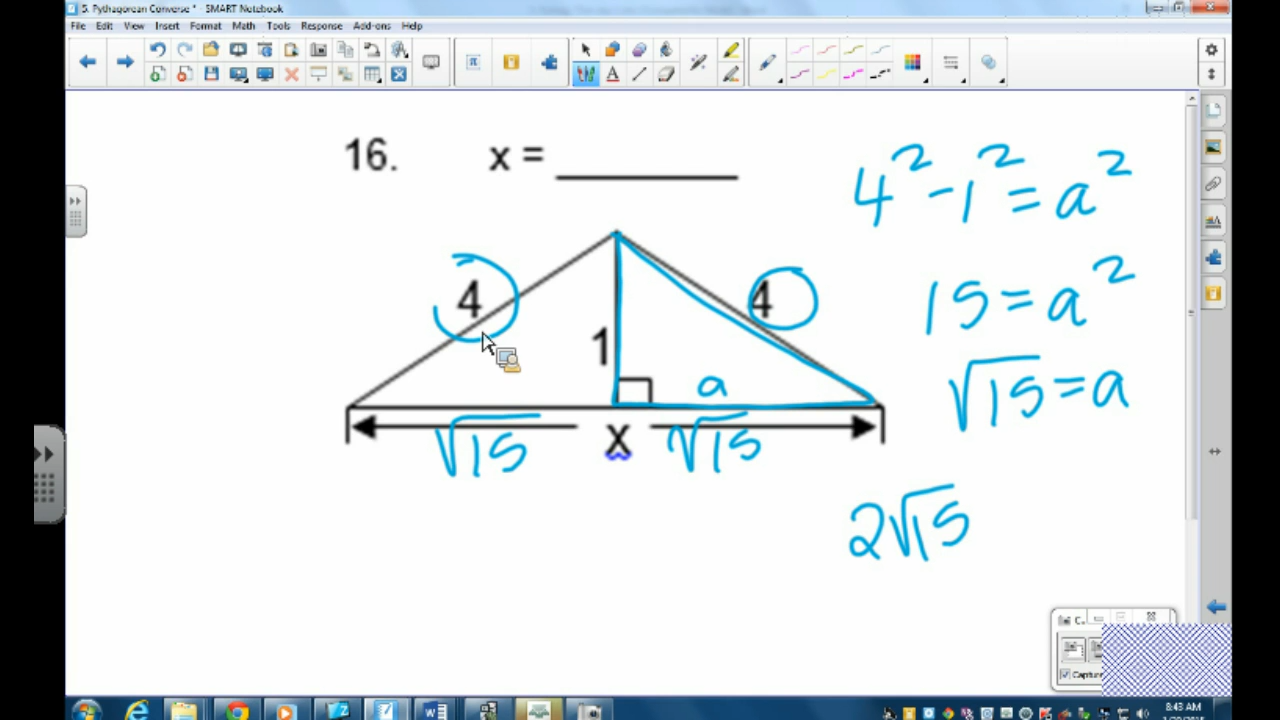 5. Pythagorean Converse * - SMART Notebook
File Edit View Insert Format Math Tools Response Add-ons Help
16. x = ________
4² - 1² = a²
4 4
15 = a²
1
a
√15 = a
√15 x √15
2√15
C..
Captur
8:43 AM